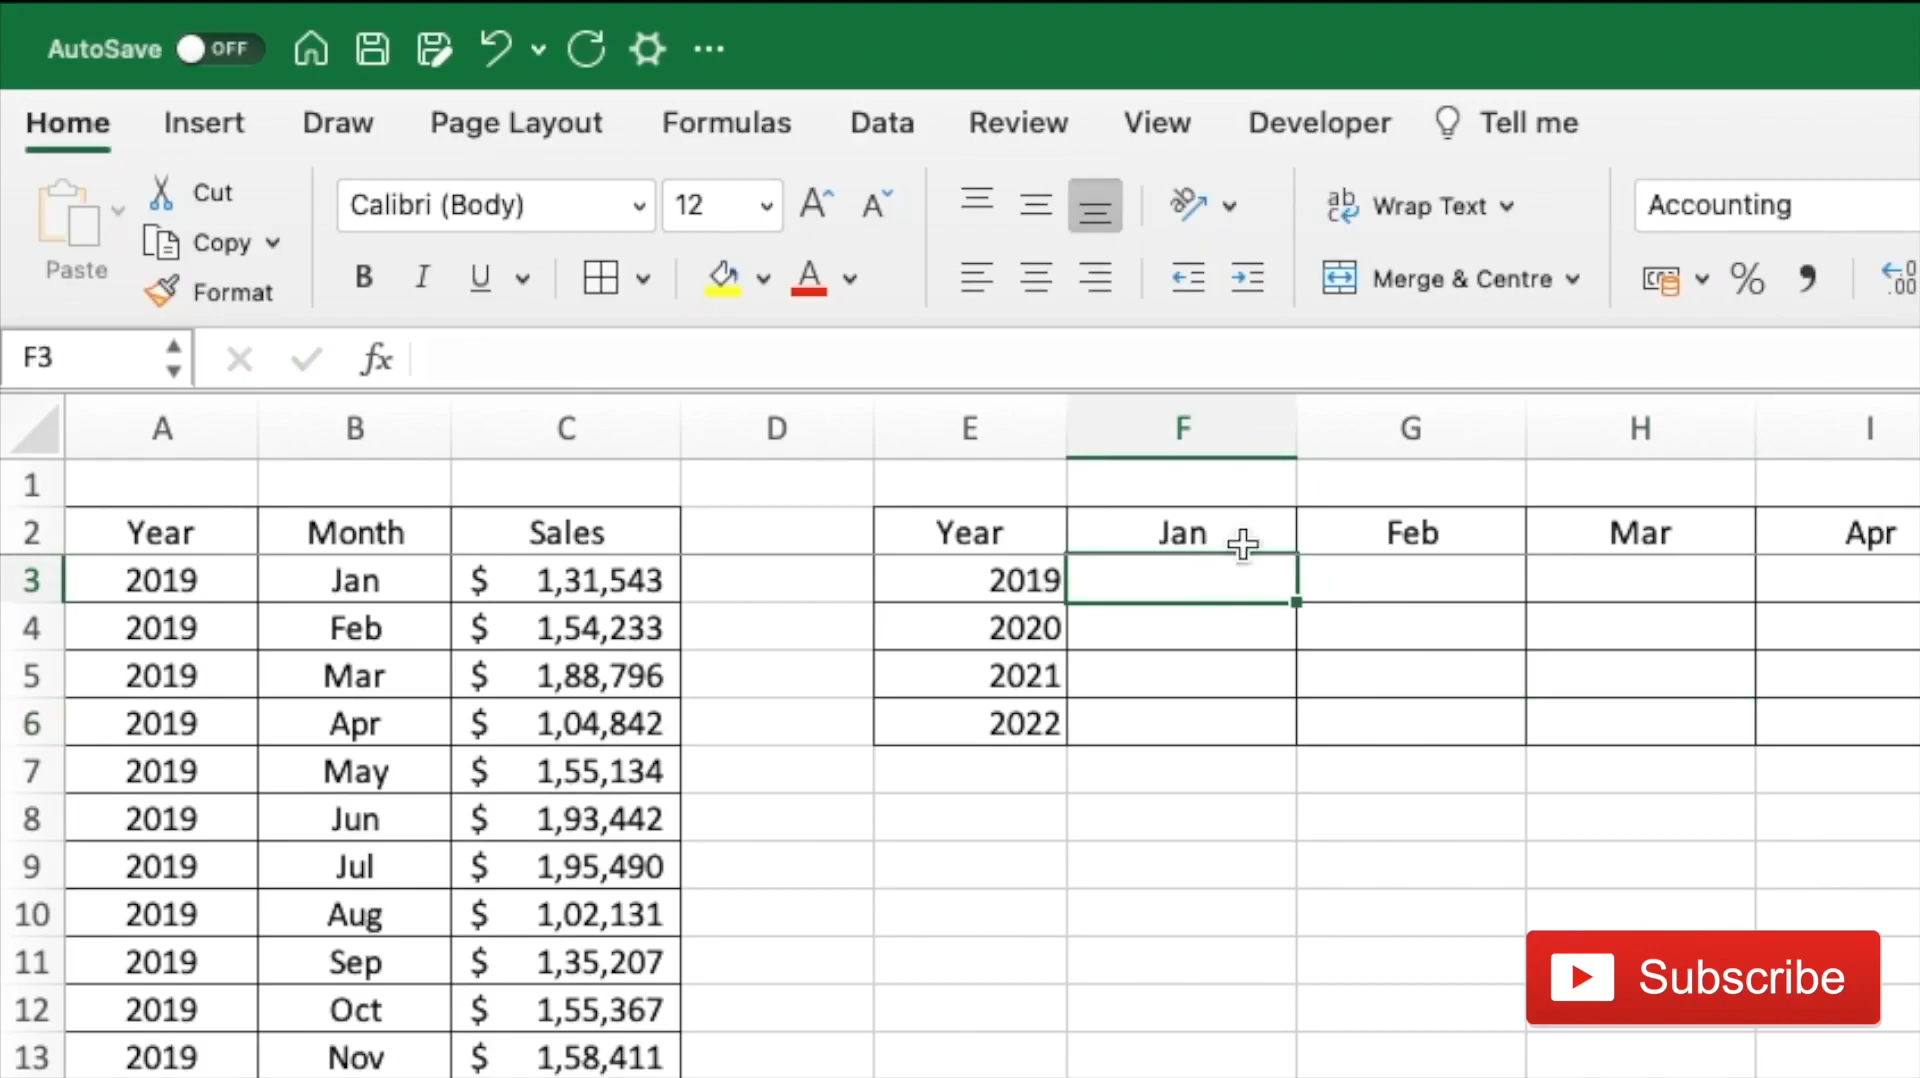 AutoSave OFF
Home Insert Draw Page Layout Formulas Data Review View Developer Tell me
Paste Cut Copy Format
Calibri (Body) 12 A A
B I U A
ab Wrap Text
Merge & Centre
Accounting
%
F3 fx
A B C D E F G H I
1
2 Year Month Sales Year Jan Feb Mar Apr
3 2019 Jan $ 1,31,543 2019
4 2019 Feb $ 1,54,233 2020
5 2019 Mar $ 1,88,796 2021
6 2019 Apr $ 1,04,842 2022
7 2019 May $ 1,55,134
8 2019 Jun $ 1,93,442
9 2019 Jul $ 1,95,490
10 2019 Aug $ 1,02,131
11 2019 Sep $ 1,35,207
12 2019 Oct $ 1,55,367
13 2019 Nov $ 1,58,411
Subscribe